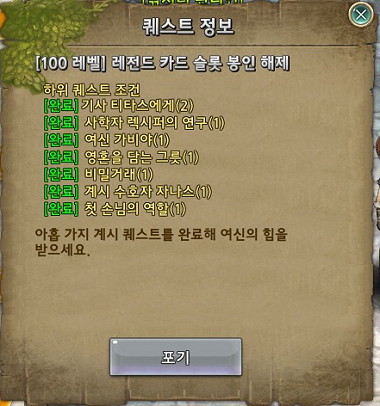 퀘스트 정보
[100 레벨] 레전드 카드 슬롯 봉인 해제
하위 퀘스트 조건
[완료] 기사 티타스에게(2)
[완료] 사학자 렉시퍼의 연구(1)
[완료] 여신 가비야(1)
[완료] 영혼을 담는 그릇(1)
[완료] 비밀거래(1)
[완료] 계시 수호자 자나스(1)
[완료] 첫 손님의 역할(1)
아홉 가지 계시 퀘스트를 완료해 여신의 힘을
받으세요.
포기